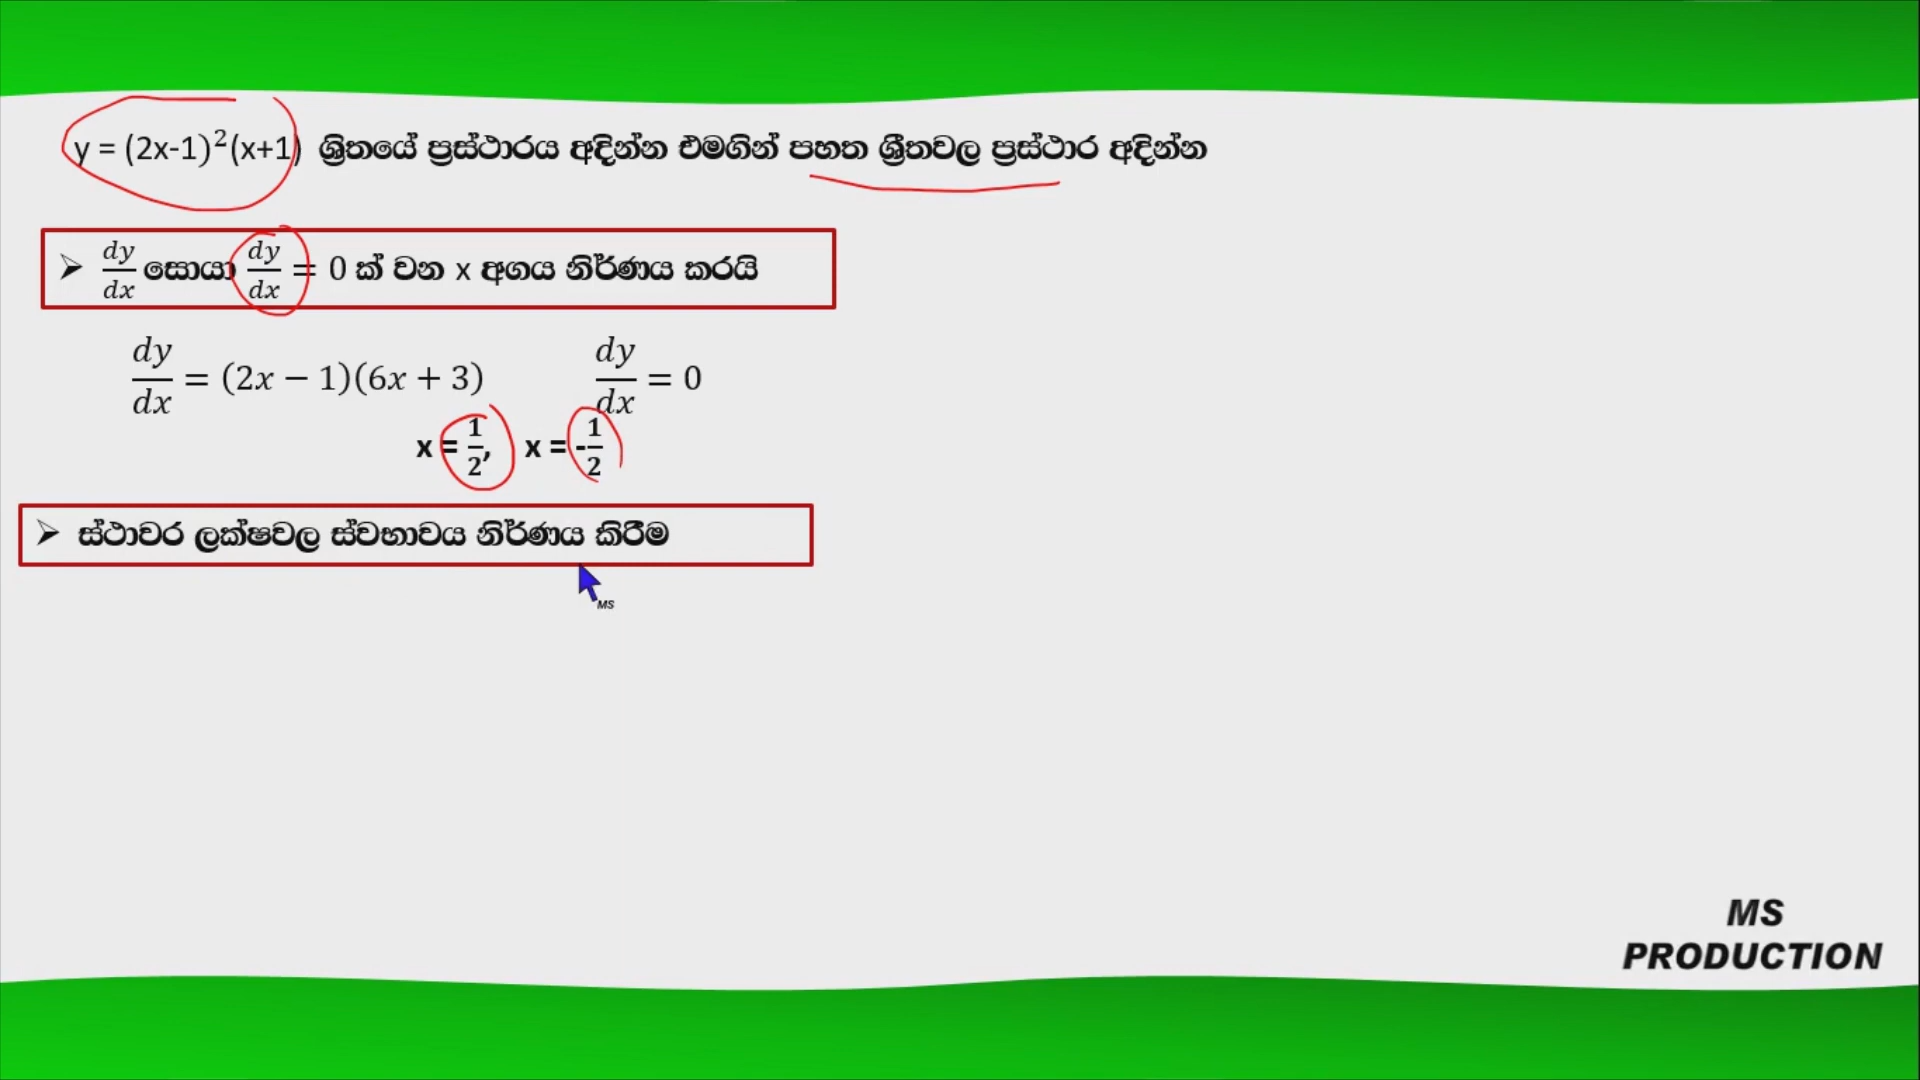 y = (2x-1)²(x+1) ශ්‍රිතයේ ප්‍රස්ථාරය අදින්න එමගින් පහත ශ්‍රීතවල ප්‍රස්ථාර අදින්න
➢ dy/dx සොයා dy/dx = 0 ක් වන x අගය නිර්ණය කරයි
dy/dx = (2x − 1)(6x + 3) dy/dx = 0
x = 1/2, x = -1/2
➢ ස්ථාවර ලක්ෂවල ස්වභාවය නිර්ණය කිරීම
MS
MS
PRODUCTION